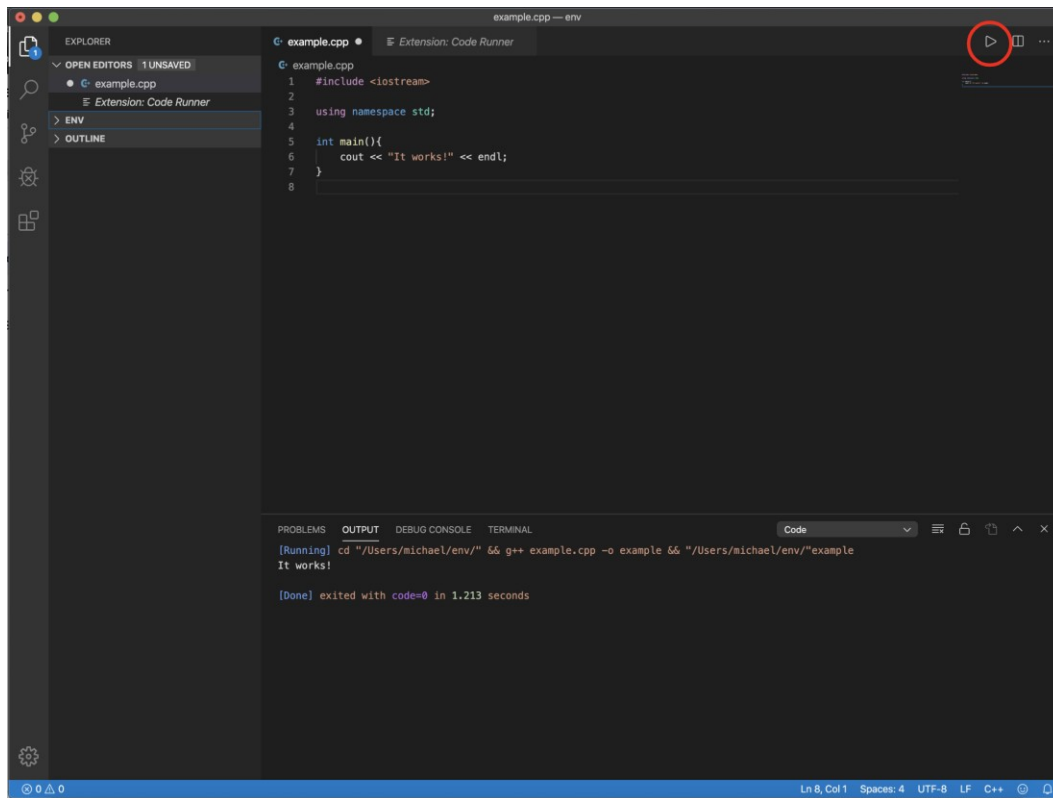 example.cpp — env
EXPLORER
OPEN EDITORS 1 UNSAVED
example.cpp
Extension: Code Runner
ENV
OUTLINE
1
example.cpp
Extension: Code Runner
example.cpp
1 #include <iostream>
2
3 using namespace std;
4
5 int main(){
6     cout << "It works!" << endl;
7 }
8
PROBLEMS OUTPUT DEBUG CONSOLE TERMINAL
Code
[Running] cd "/Users/michael/env/" && g++ example.cpp -o example && "/Users/michael/env/"example
It works!
[Done] exited with code=0 in 1.213 seconds
0 0
Ln 8, Col 1 Spaces: 4 UTF-8 LF C++